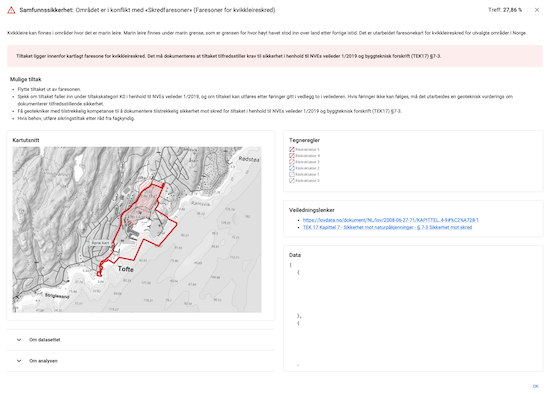 Samfunnssikkerhet: Området er i konflikt med «Skredfaresoner» (Faresoner for kvikkleireskred)
Treff: 27,86 %
Kvikkleire kan finnes i områder hvor det er marin leire. Marin leire finnes under marin grense, som er grensen for hvor høyt havet stod inn over land etter forrige istid. Det er utarbeidet faresonekart for kvikkleireskred for utvalgte områder i Norge.
Tiltaket ligger innenfor kartlagt faresone for kvikkleireskred. Det må dokumenteres at tiltaket tilfredsstiller krav til sikkerhet i henhold til NVEs veileder 1/2019 og byggteknisk forskrift (TEK17) §7-3.
Mulige tiltak
Flytte tiltaket ut av faresonen.
Sjekk om tiltaket faller inn under tiltakskategori K0 i henhold til NVEs veileder 1/2019, og om tiltaket kan utføres etter føringer gitt i vedlegg to i veilederen. Hvis føringer ikke kan følges, må det utarbeides en geoteknisk vurderings om
dokumenterer tilfredsstillende sikkerhet.
Få geotekniker med tilstrekkelig kompetanse til å dokumentere tilstrekkelig sikkerhet mot skred for tiltaket i henhold til NVEs veileder 1/2019 og byggteknisk forskrift (TEK17) §7-3.
Hvis behov, utføre sikringstiltak etter råd fra fagkyndig.
Kartutsnitt
Rødstøa
Tofte
Striglasand
Om datasettet
Om analysen
Tegneregler
Risikoklasse 5
Risikoklasse 4
Risikoklasse 3
Risikoklasse 2
Risikoklasse 1
Risikoklasse 0
Veiledningslenker
https://lovdata.no/dokument/NL/lov/2008-06-27-71/KAPITTEL_4-9#%C2%A728-1
TEK 17 Kapittel 7 - Sikkerhet mot naturpåkjenninger - § 7-3 Sikkerhet mot skred
Data
[
{
},
{
OK